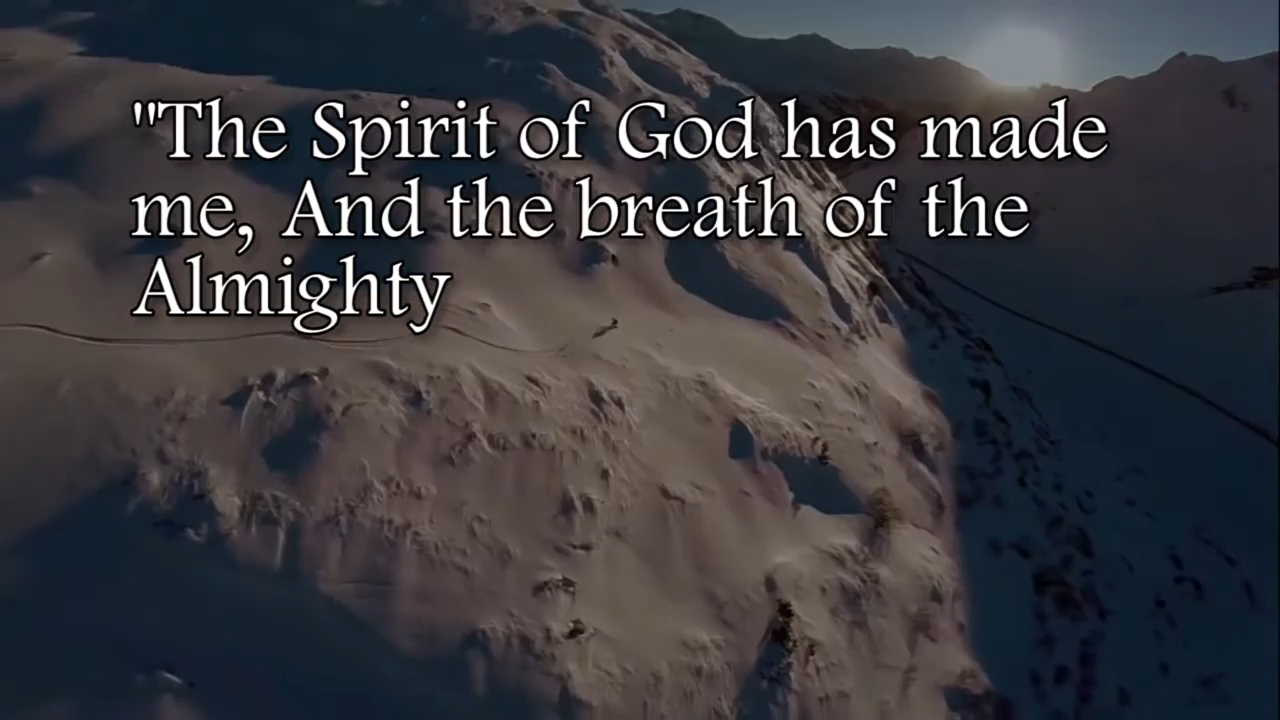 "The Spirit of God has made
me, And the breath of the
Almighty